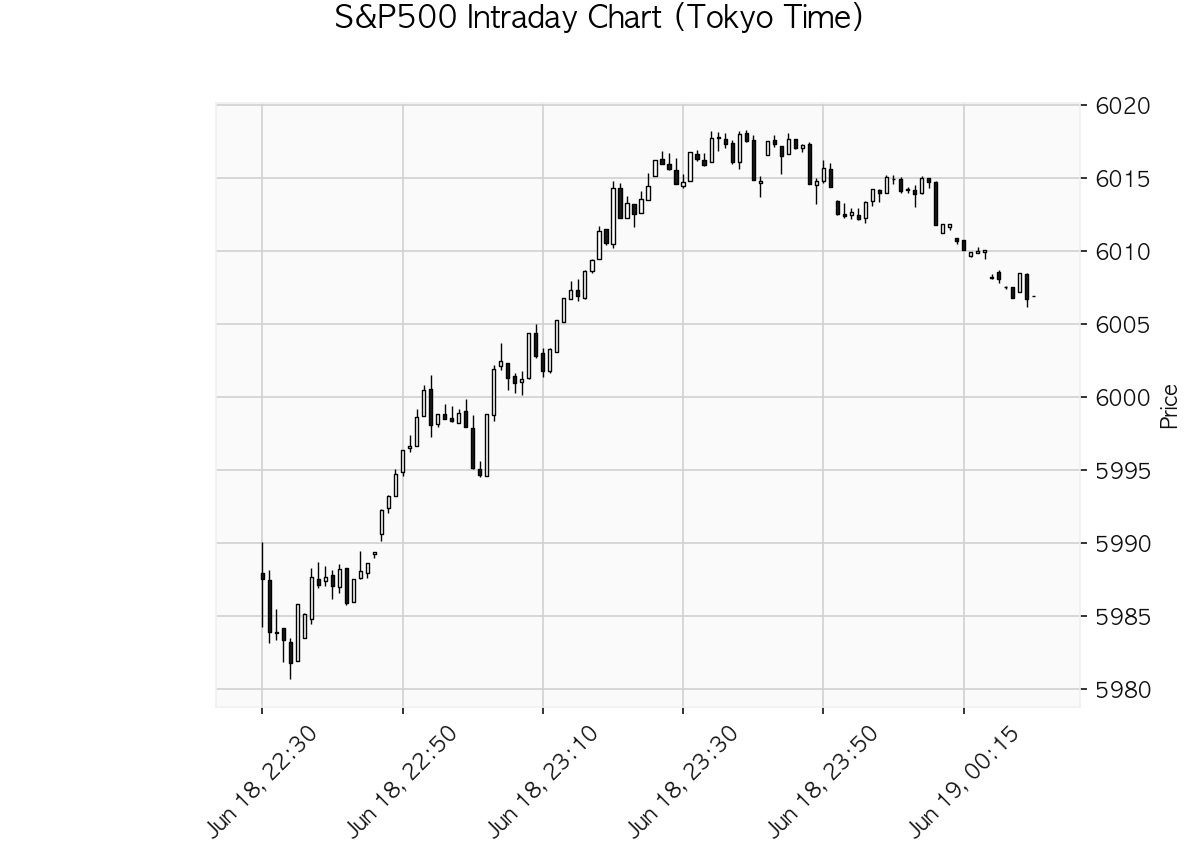 S&P500 Intraday Chart (Tokyo Time)
6020
6015
6010
6005
6000
5995
5990
5985
5980
Price
Jun 18, 22:30
Jun 18, 22:50
Jun 18, 23:10
Jun 18, 23:30
Jun 18, 23:50
Jun 19, 00:15